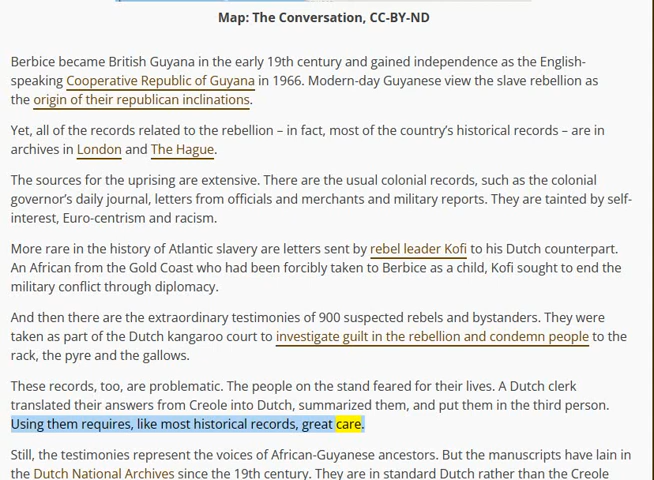 Map: The Conversation, CC-BY-ND
Berbice became British Guyana in the early 19th century and gained independence as the English-
speaking Cooperative Republic of Guyana in 1966. Modern-day Guyanese view the slave rebellion as
the origin of their republican inclinations.
Yet, all of the records related to the rebellion – in fact, most of the country’s historical records – are in
archives in London and The Hague.
The sources for the uprising are extensive. There are the usual colonial records, such as the colonial
governor’s daily journal, letters from officials and merchants and military reports. They are tainted by self-
interest, Euro-centrism and racism.
More rare in the history of Atlantic slavery are letters sent by rebel leader Kofi to his Dutch counterpart.
An African from the Gold Coast who had been forcibly taken to Berbice as a child, Kofi sought to end the
military conflict through diplomacy.
And then there are the extraordinary testimonies of 900 suspected rebels and bystanders. They were
taken as part of the Dutch kangaroo court to investigate guilt in the rebellion and condemn people to the
rack, the pyre and the gallows.
These records, too, are problematic. The people on the stand feared for their lives. A Dutch clerk
translated their answers from Creole into Dutch, summarized them, and put them in the third person.
Using them requires, like most historical records, great care.
Still, the testimonies represent the voices of African-Guyanese ancestors. But the manuscripts have lain in
the Dutch National Archives since the 19th century. They are in standard Dutch rather than the Creole